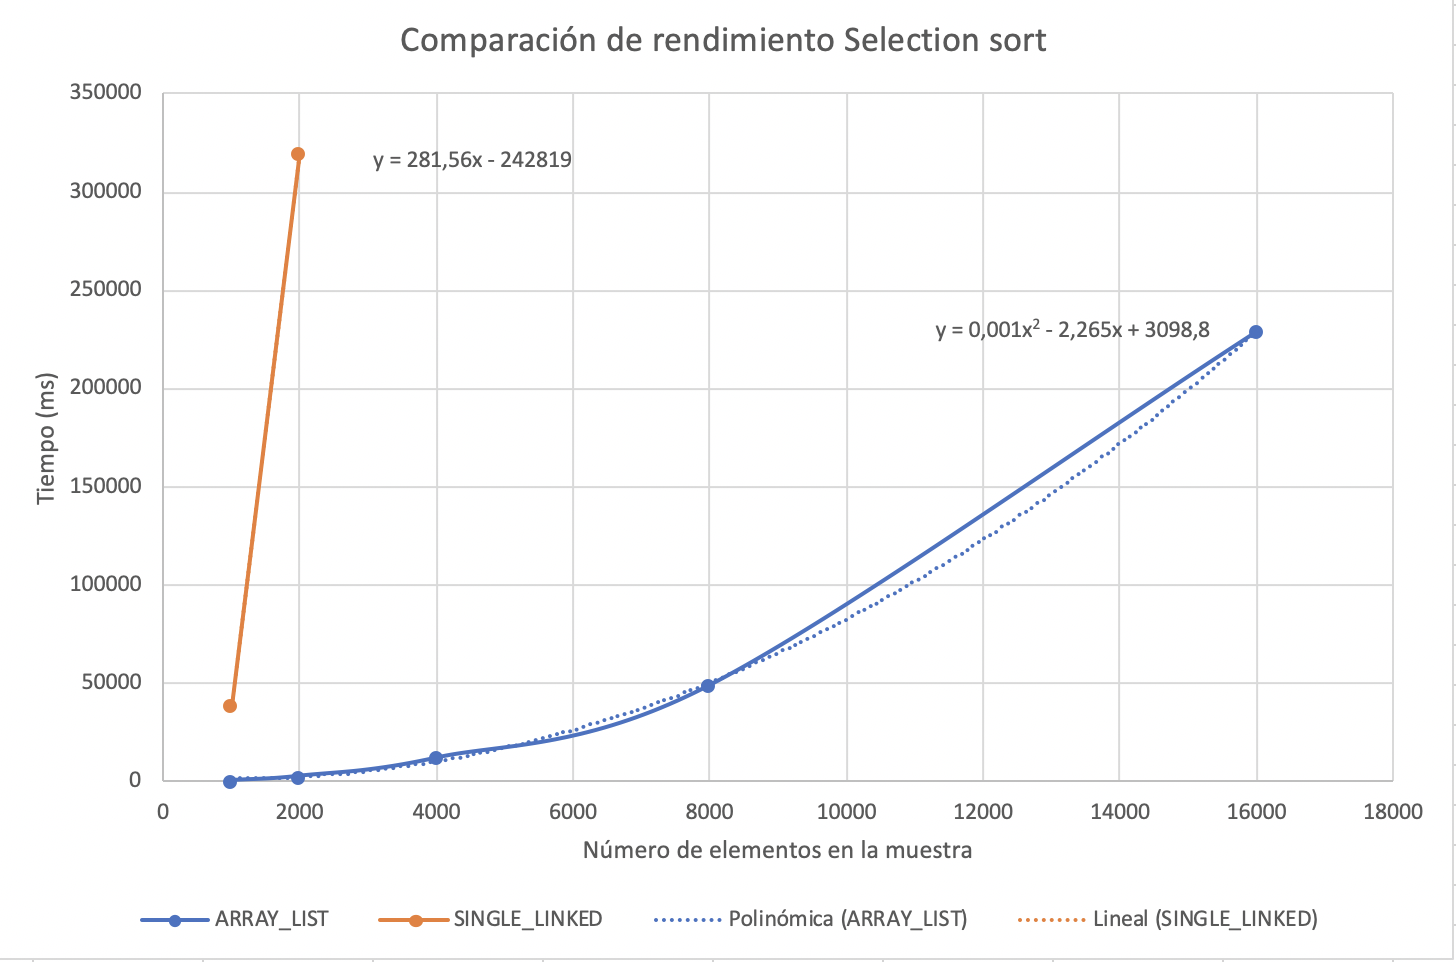 Comparación de rendimiento Selection sort
350000
300000
250000
200000
150000
100000
50000
0
Tiempo (ms)
y = 281,56x - 242819
y = 0,001x² - 2,265x + 3098,8
0 2000 4000 6000 8000 10000 12000 14000 16000 18000
Número de elementos en la muestra
ARRAY_LIST SINGLE_LINKED Polinómica (ARRAY_LIST) Lineal (SINGLE_LINKED)